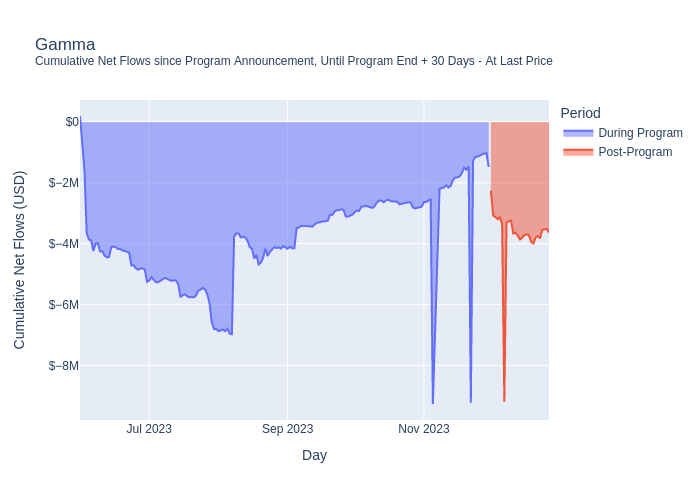 Gamma
Cumulative Net Flows since Program Announcement, Until Program End + 30 Days - At Last Price
Period
During Program
Post-Program
Cumulative Net Flows (USD)
$0
$−2M
$−4M
$−6M
$−8M
Jul 2023
Sep 2023
Nov 2023
Day